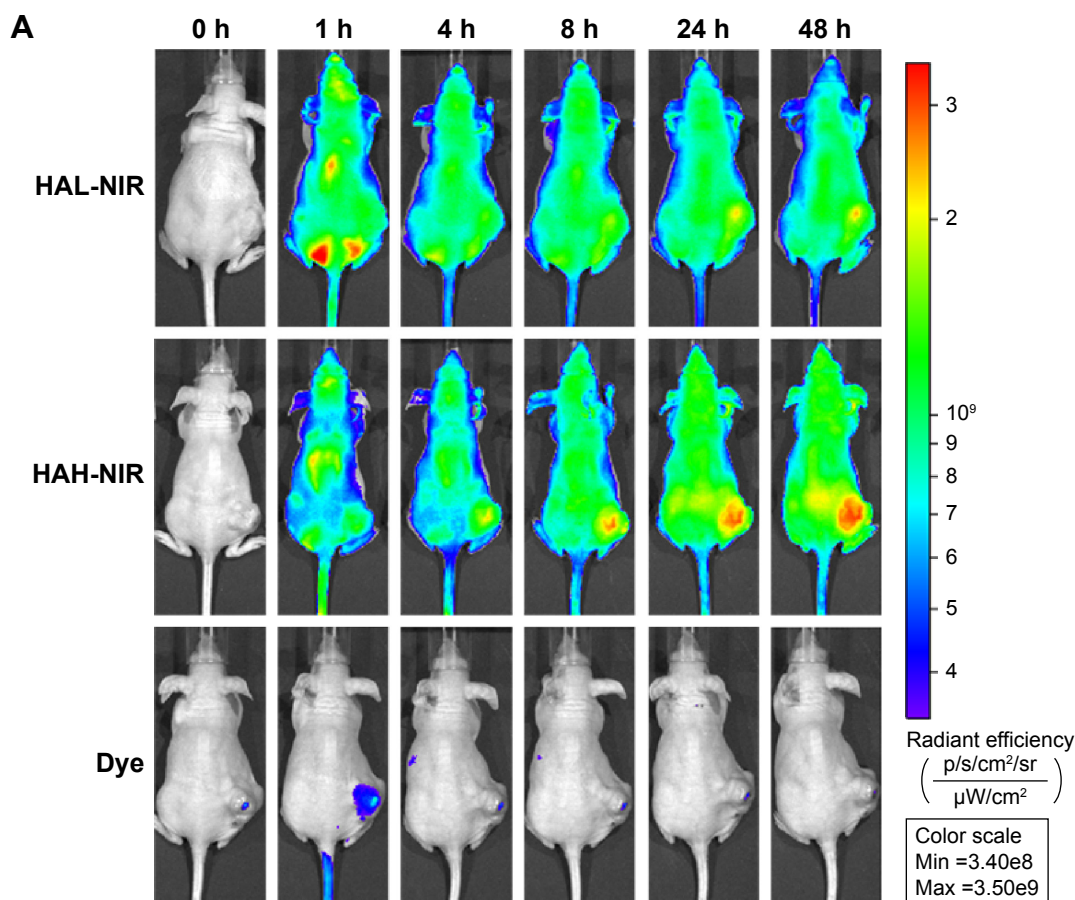 A
0 h 1 h 4 h 8 h 24 h 48 h
HAL-NIR
HAH-NIR
Dye
3
2
10⁹
9
8
7
6
5
4
Radiant efficiency
( p/s/cm²/sr
µW/cm² )
Color scale
Min =3.40e8
Max =3.50e9